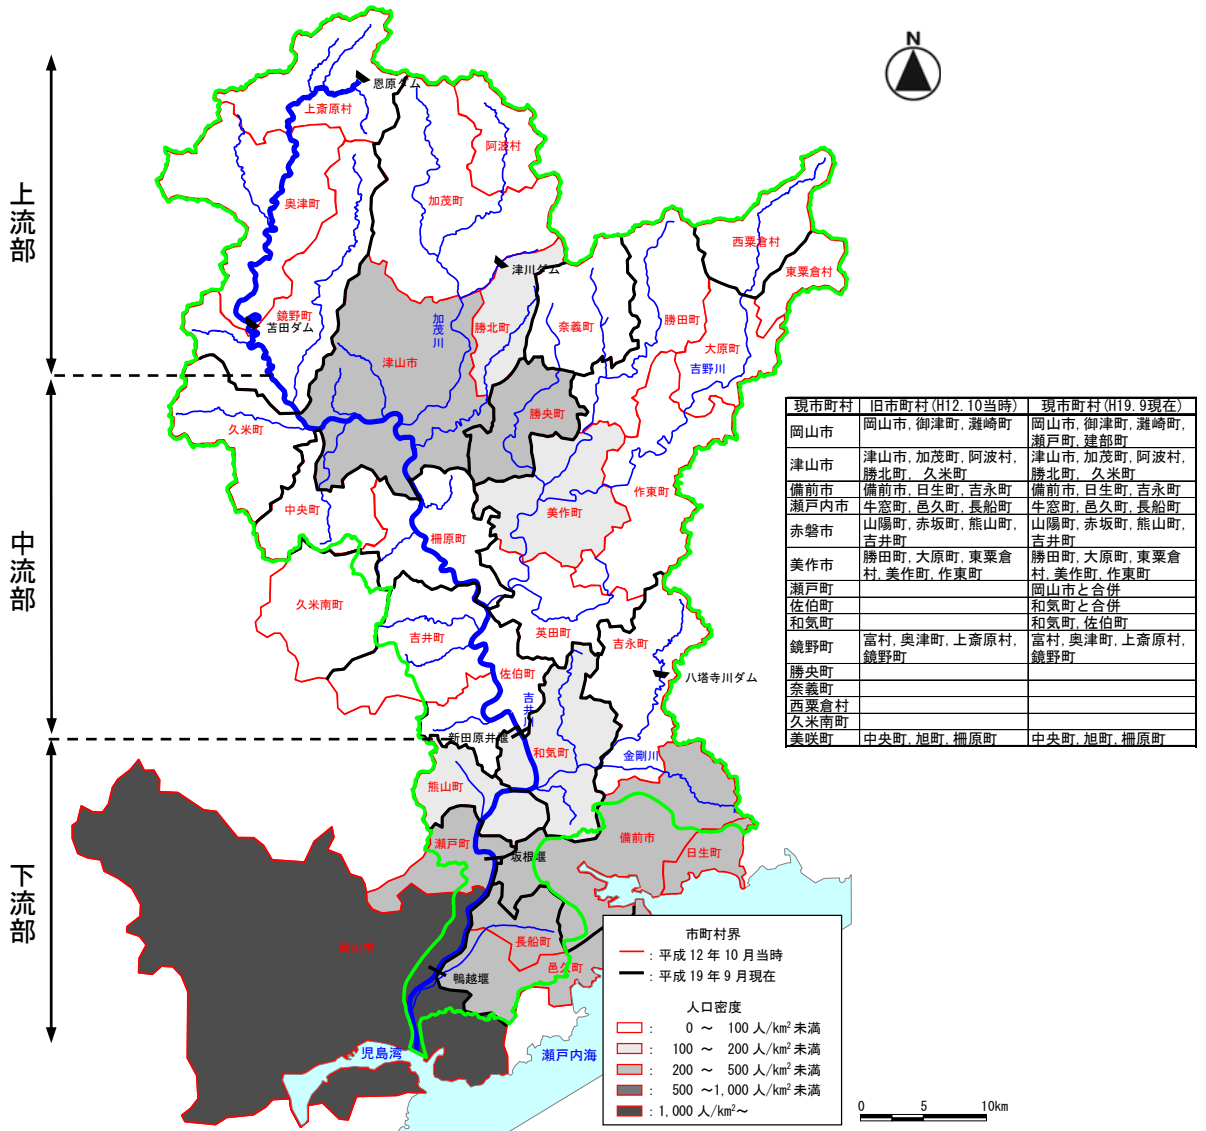 N
上流部
中流部
下流部
恩原ダム
上斎原村
阿波村
奥津町
加茂町
西粟倉村
東粟倉村
津川ダム
鏡野町
苫田ダム
加茂川
勝北町
奈義町
勝田町
大原町
吉野川
津山市
勝央町
久米町
作東町
中央町
美作町
柵原町
久米南町
吉井町
英田町
吉永町
佐伯町
八塔寺川ダム
吉井川
新田原井堰
和気町
金剛川
熊山町
瀬戸町
備前市
坂根堰
日生町
岡山市
長船町
邑久町
鴨越堰
児島湾
瀬戸内海
現市町村 旧市町村(H12.10当時) 現市町村(H19.9現在)
岡山市 岡山市, 御津町, 灘崎町 岡山市, 御津町, 灘崎町, 瀬戸町, 建部町
津山市 津山市, 加茂町, 阿波村, 勝北町, 久米町 津山市, 加茂町, 阿波村, 勝北町, 久米町
備前市 備前市, 日生町, 吉永町 備前市, 日生町, 吉永町
瀬戸内市 牛窓町, 邑久町, 長船町 牛窓町, 邑久町, 長船町
赤磐市 山陽町, 赤坂町, 熊山町, 吉井町 山陽町, 赤坂町, 熊山町, 吉井町
美作市 勝田町, 大原町, 東粟倉村, 美作町, 作東町 勝田町, 大原町, 東粟倉村, 美作町, 作東町
瀬戸町 岡山市と合併
佐伯町 和気町と合併
和気町 和気町, 佐伯町
鏡野町 富村, 奥津町, 上斎原村, 鏡野町 富村, 奥津町, 上斎原村, 鏡野町
勝央町
奈義町
西粟倉村
久米南町
美咲町 中央町, 旭町, 柵原町 中央町, 旭町, 柵原町
市町村界
: 平成12年10月当時
: 平成19年9月現在
人口密度
: 0 ～ 100 人/km²未満
: 100 ～ 200 人/km²未満
: 200 ～ 500 人/km²未満
: 500 ～1,000 人/km²未満
: 1,000 人/km²～
0 5 10km